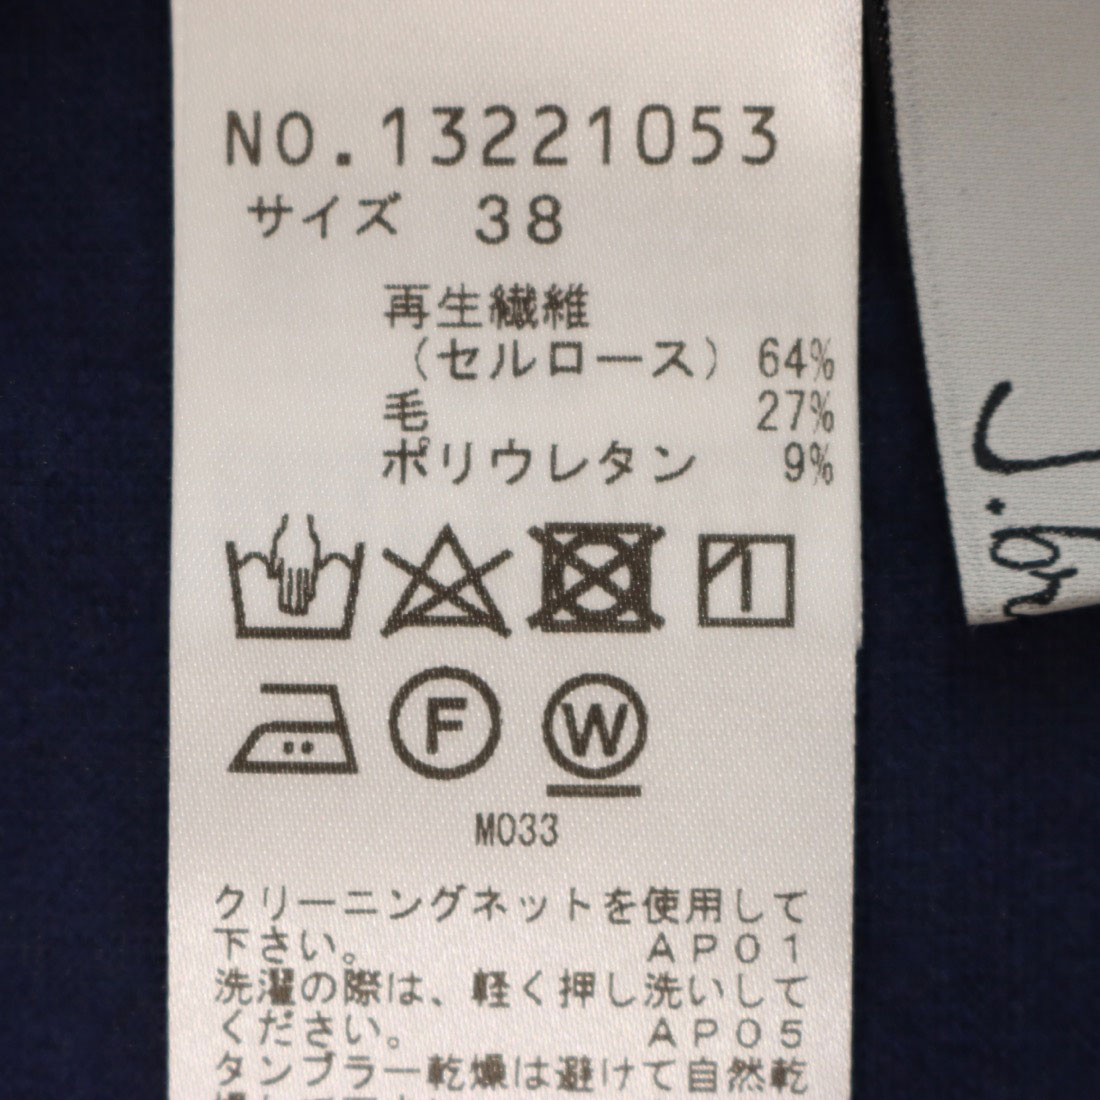 NO.13221053
サイズ 38
再生繊維
(セルロース) 64%
毛 27%
ポリウレタン 9%
1
F W
M033
クリーニングネットを使用して
下さい。 AP01
洗濯の際は、軽く押し洗いして
ください。 AP05
タンブラー乾燥は避けて自然乾
J.br